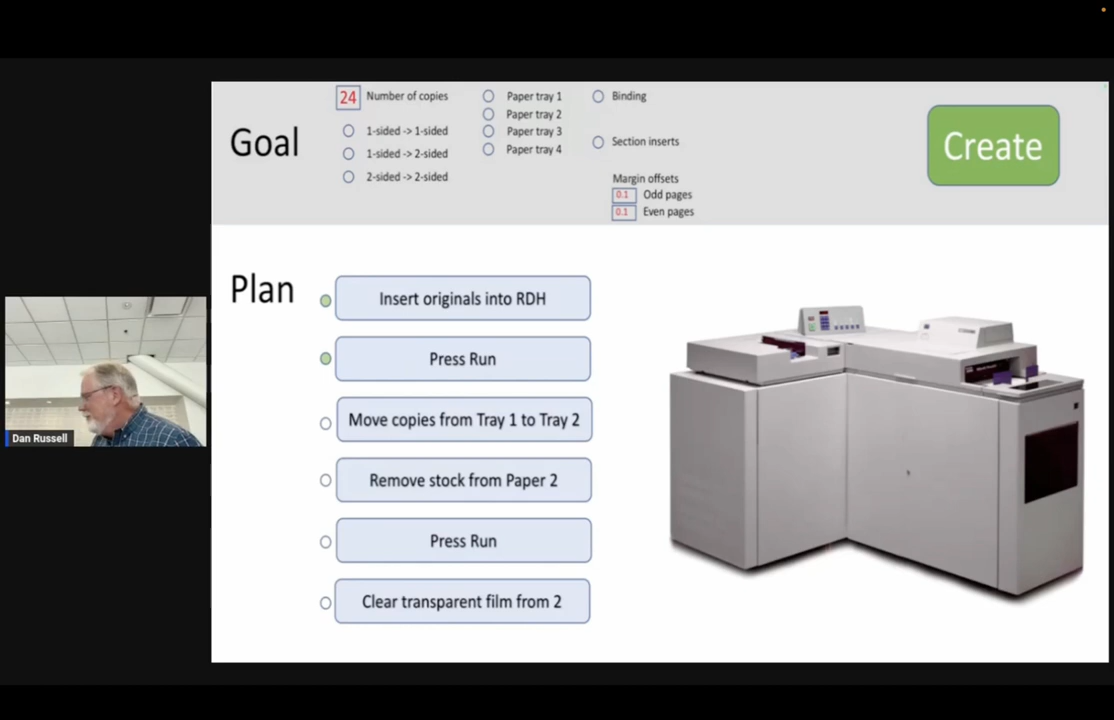 Goal
24 Number of copies
1-sided -> 1-sided
1-sided -> 2-sided
2-sided -> 2-sided
Paper tray 1
Paper tray 2
Paper tray 3
Paper tray 4
Binding
Section inserts
Margin offsets
0.1 Odd pages
0.1 Even pages
Create
Plan
Insert originals into RDH
Press Run
Move copies from Tray 1 to Tray 2
Remove stock from Paper 2
Press Run
Clear transparent film from 2
Dan Russell